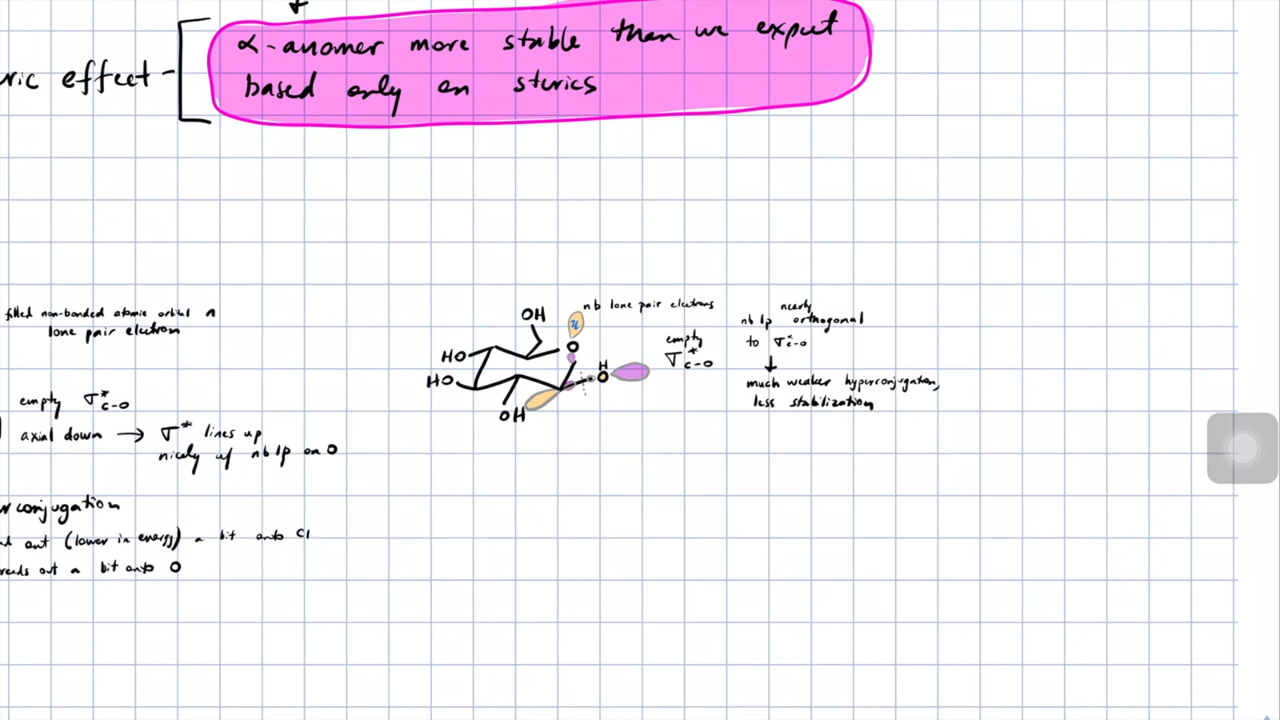 α-anomer more stable than we expect
ric effect
based only on sterics
filled non-bonded atomic orbital n
lone pair electron
empty σ*C-O
axial down → σ* lines up
nicely w/ nb lp on O
conjugation
out (lower in energy) a bit onto C1
out a bit onto O
OH
n
nb lone pair electrons
O
HO
H
O
HO
OH
empty
σ*C-O
nearly
nb lp orthogonal
to σ*C-O
↓
much weaker hyperconjugation,
less stabilization